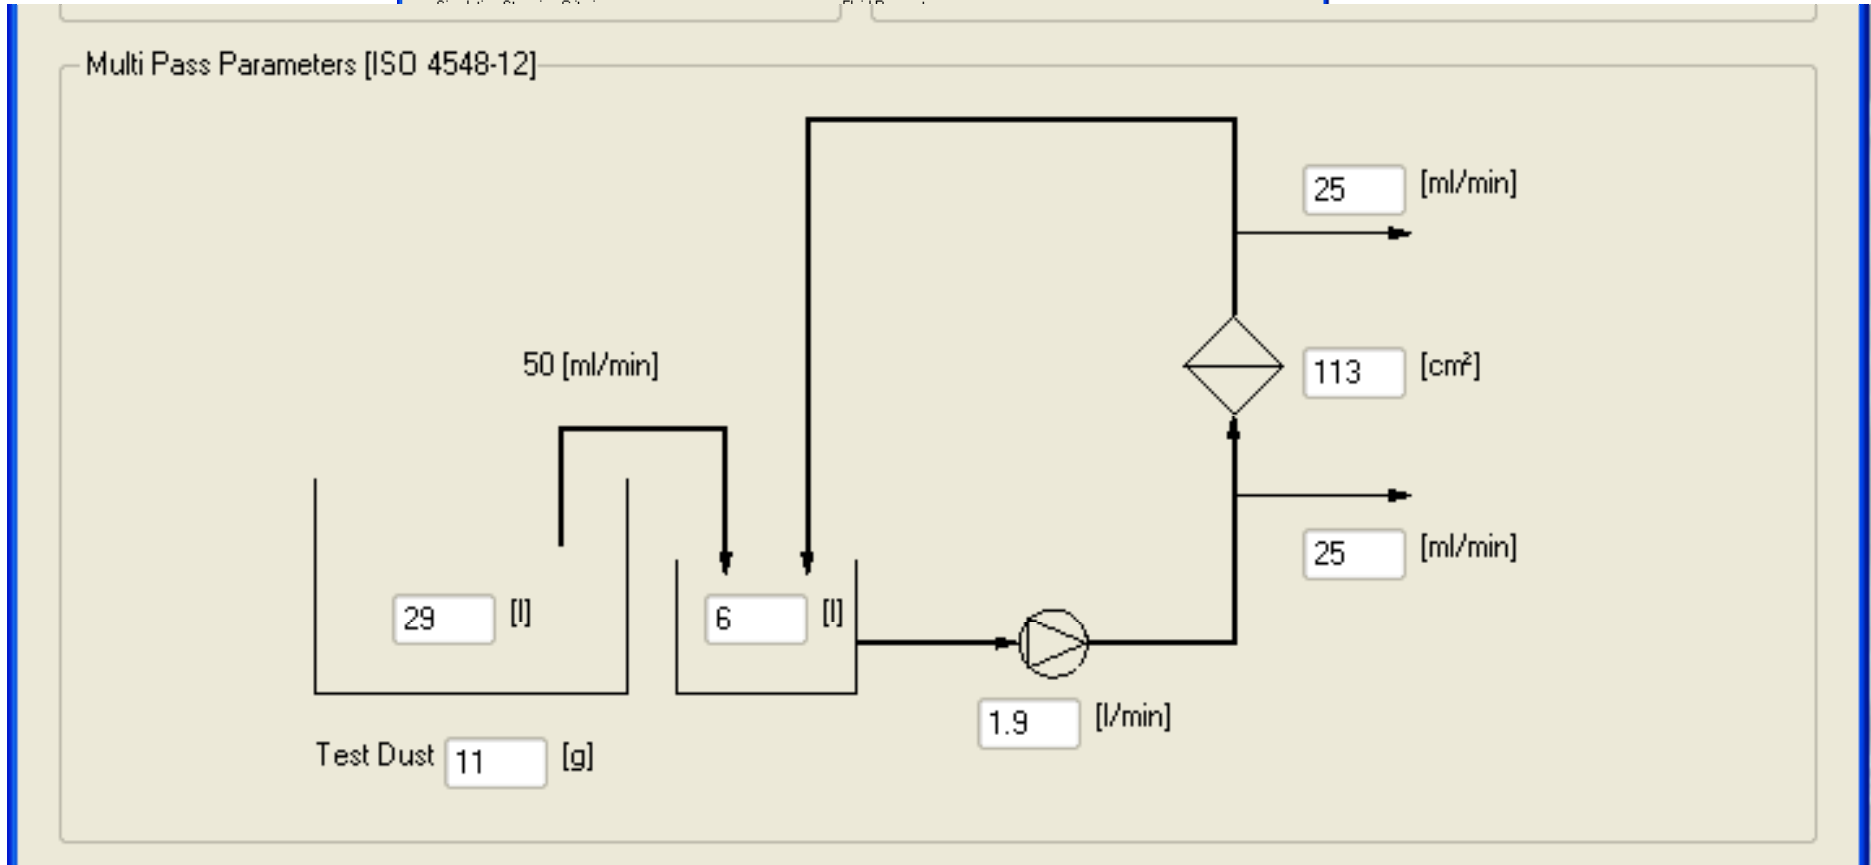 Multi Pass Parameters [ISO 4548-12]
25 [ml/min]
50 [ml/min]
113 [cm²]
25 [ml/min]
29 [l]
6 [l]
1.9 [l/min]
Test Dust 11 [g]